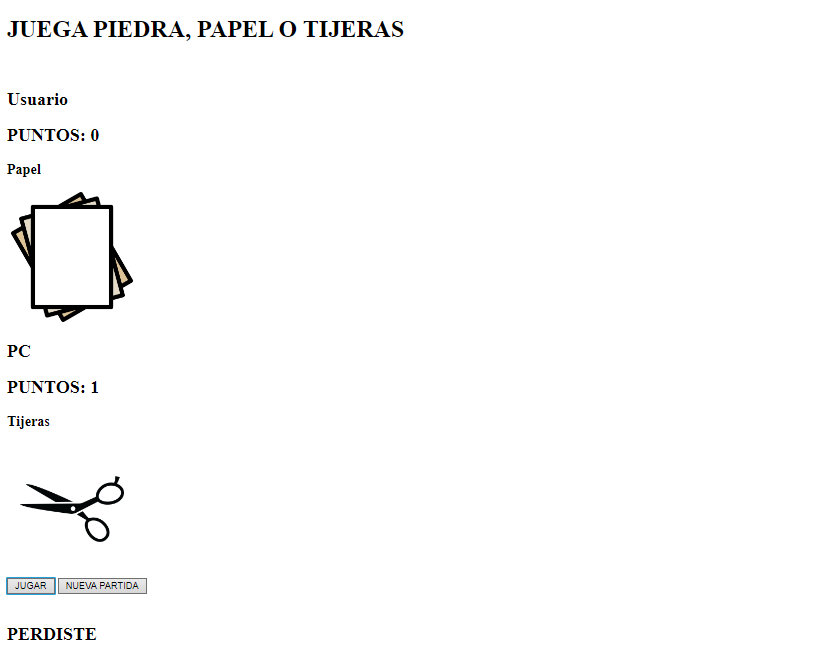 JUEGA PIEDRA, PAPEL O TIJERAS
Usuario
PUNTOS: 0
Papel
PC
PUNTOS: 1
Tijeras
JUGAR NUEVA PARTIDA
PERDISTE